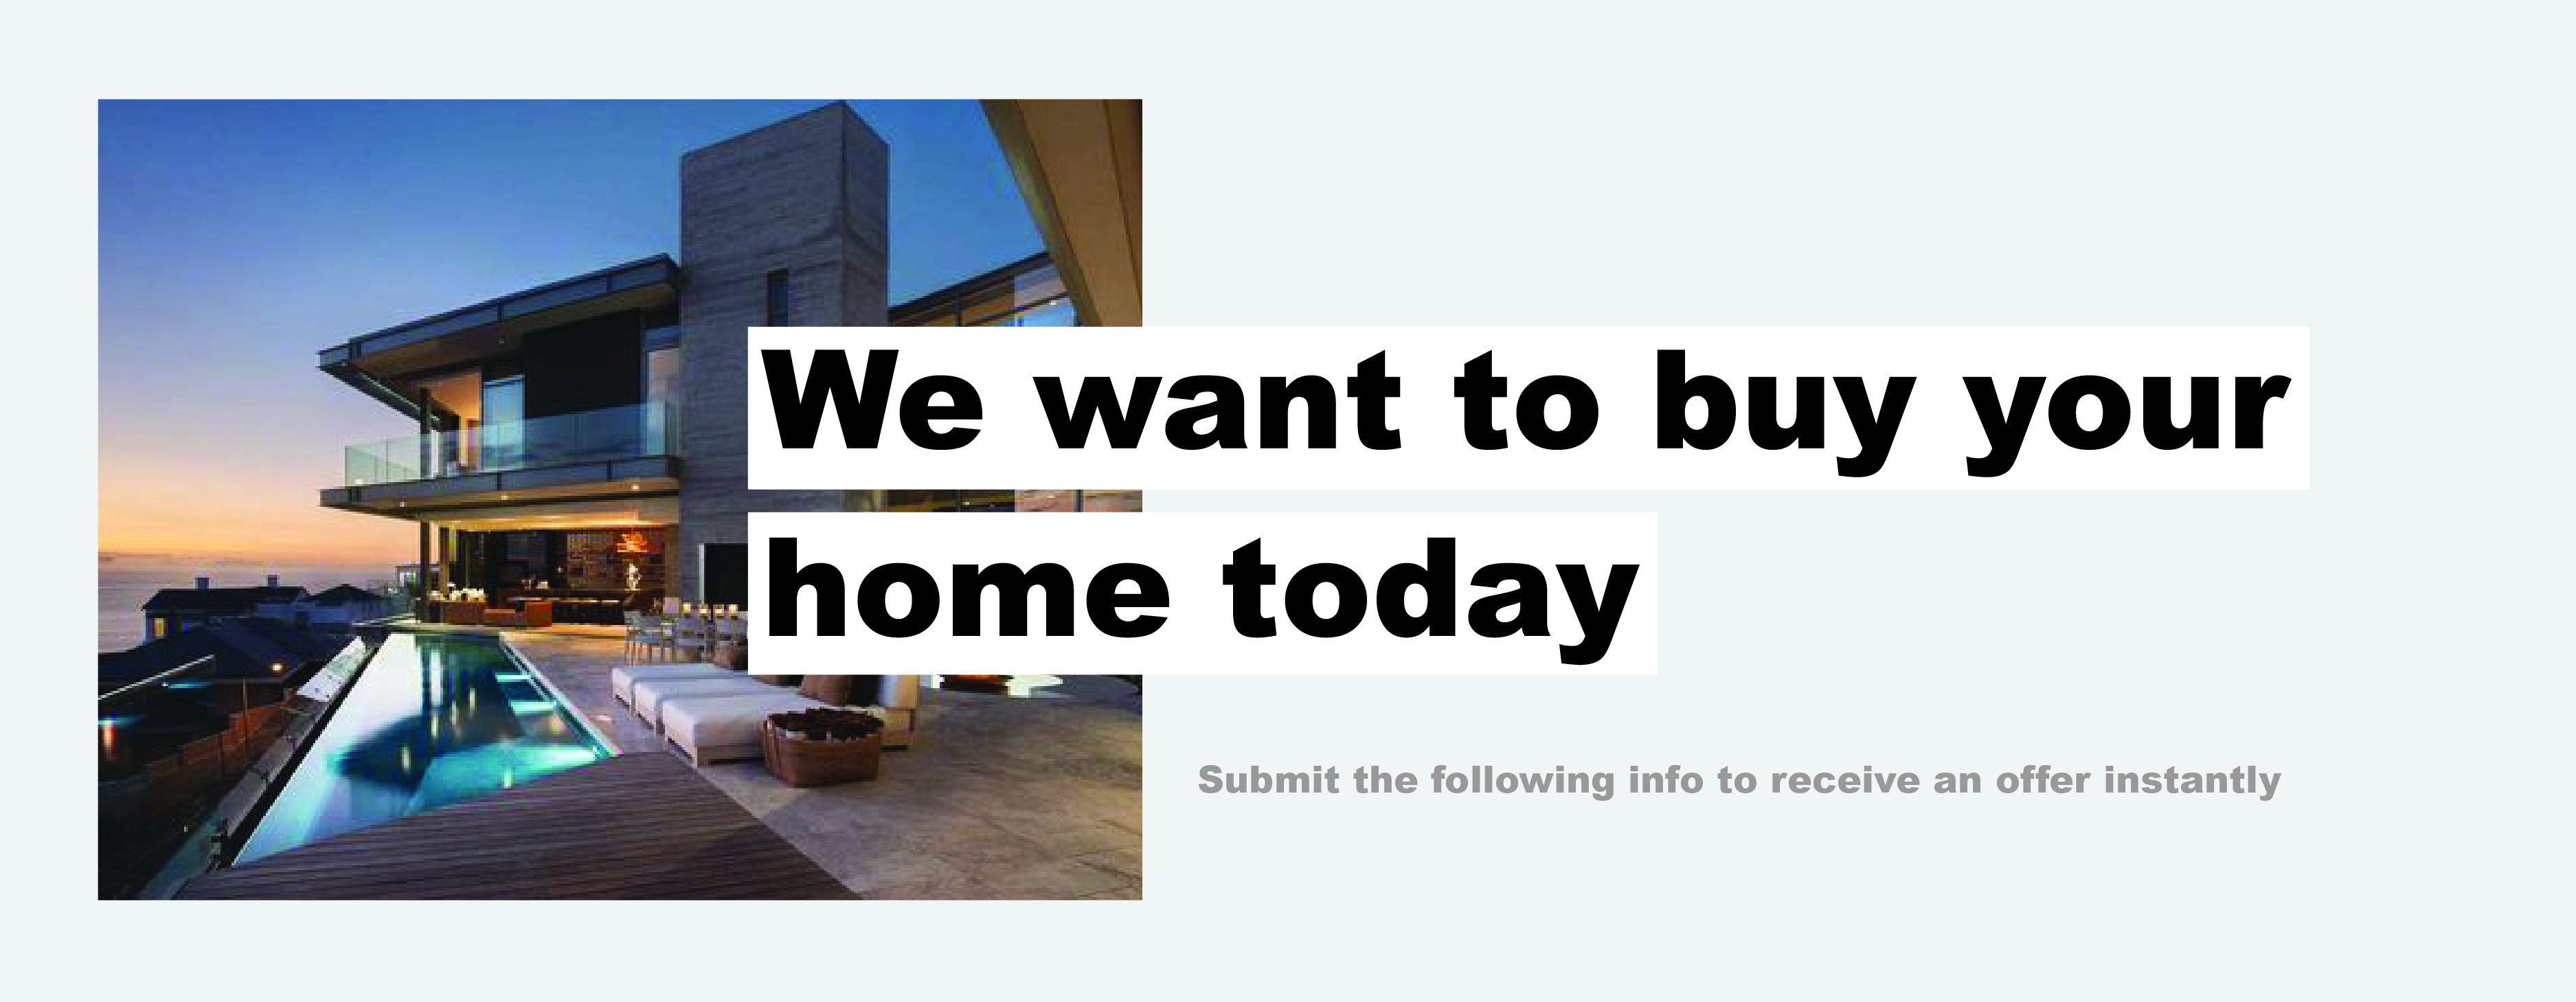 We want to buy your
home today
Submit the following info to receive an offer instantly